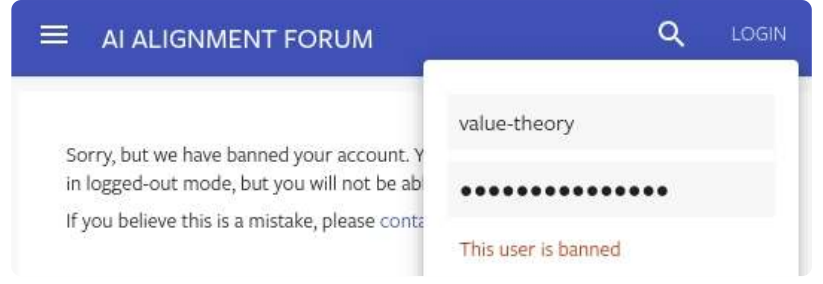 AI ALIGNMENT FORUM
LOGIN
Sorry, but we have banned your account. Y
in logged-out mode, but you will not be abl
If you believe this is a mistake, please conta
value-theory
●●●●●●●●●●●●●●●
This user is banned